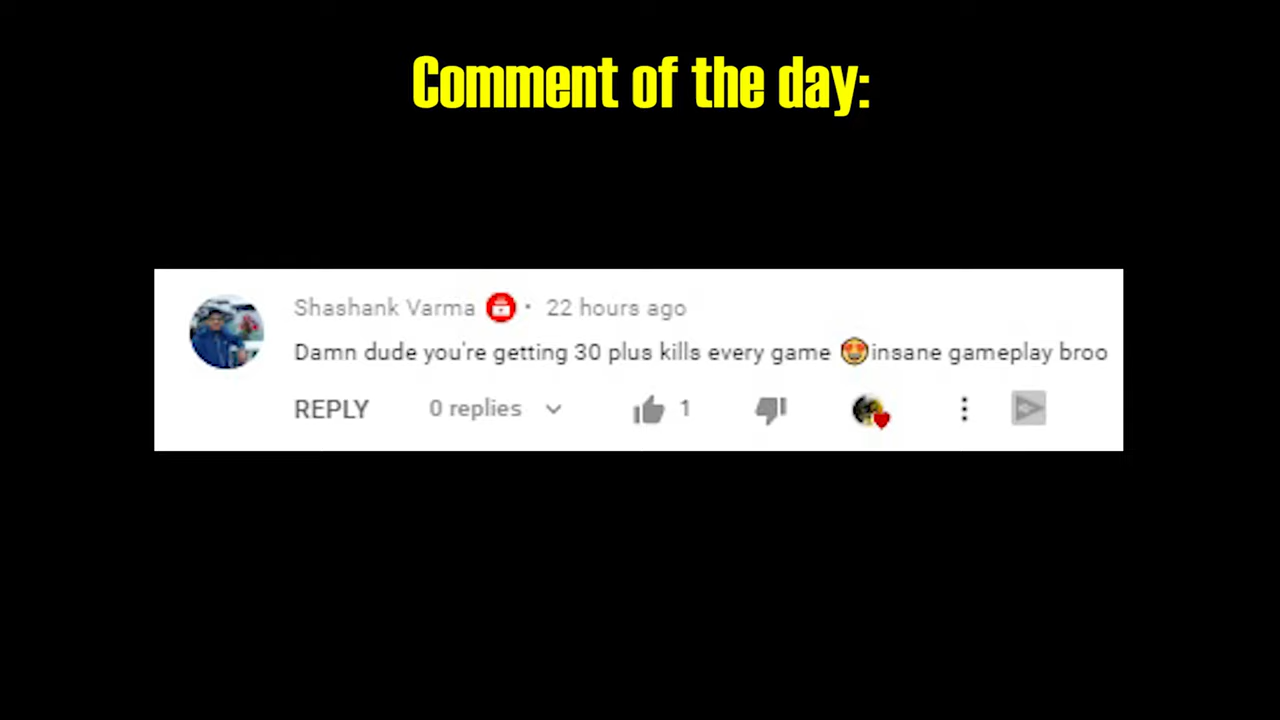 Comment of the day:
Shashank Varma • 22 hours ago
Damn dude you're getting 30 plus kills every game 🤩insane gameplay broo
REPLY 0 replies 1